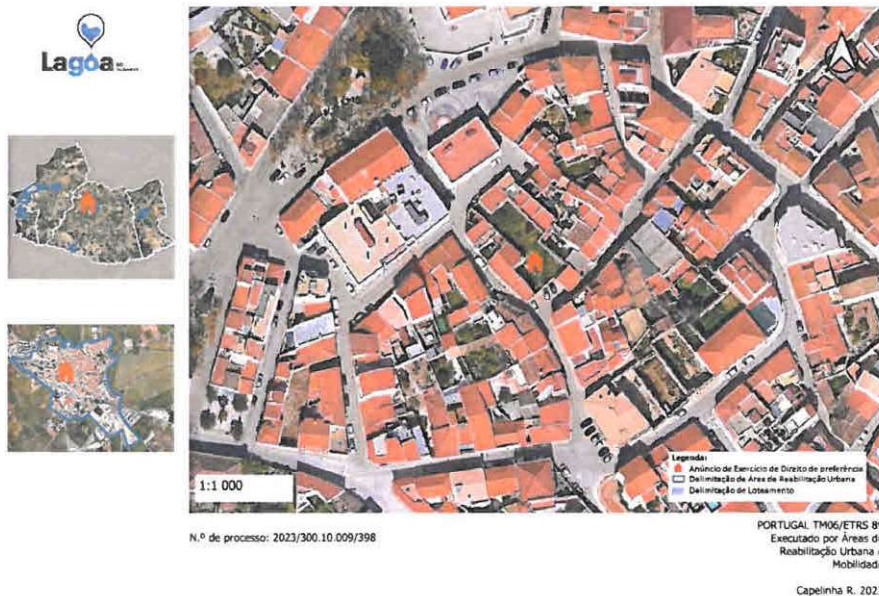 Lagoa
1:1 000
Legenda:
Anúncio de Exercício de Direito de preferência
Delimitação de Área de Reabilitação Urbana
Delimitação de Loteamento
N.º de processo: 2023/300.10.009/398
PORTUGAL TM06/ETRS 89
Executado por Áreas de
Reabilitação Urbana
Mobilidad
Capelinha R. 202